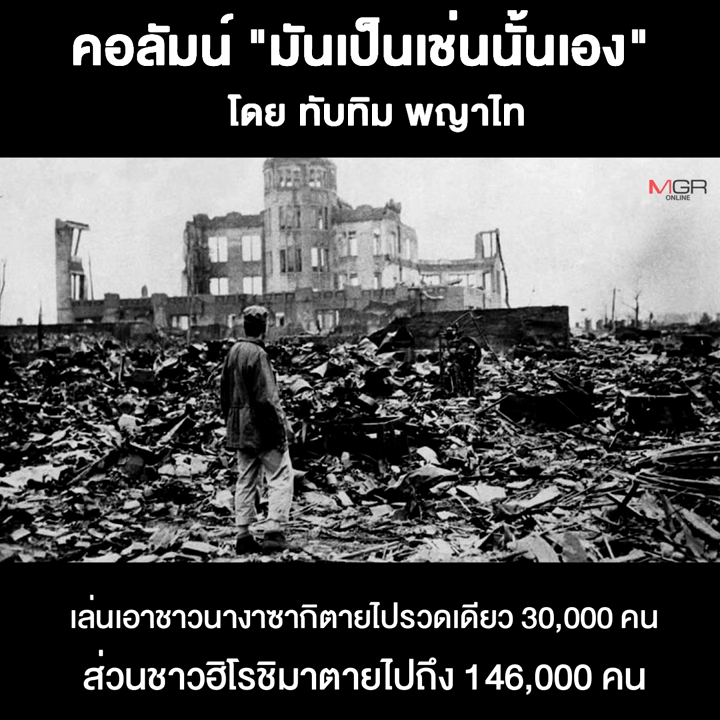 คอลัมน์ "มันเป็นเช่นนั้นเอง"
โดย ทับทิม พญาไท
MGR
ONLINE
เล่นเอาชาวนางาซากิตายไปรวดเดียว 30,000 คน
ส่วนชาวฮิโรชิมาตายไปถึง 146,000 คน